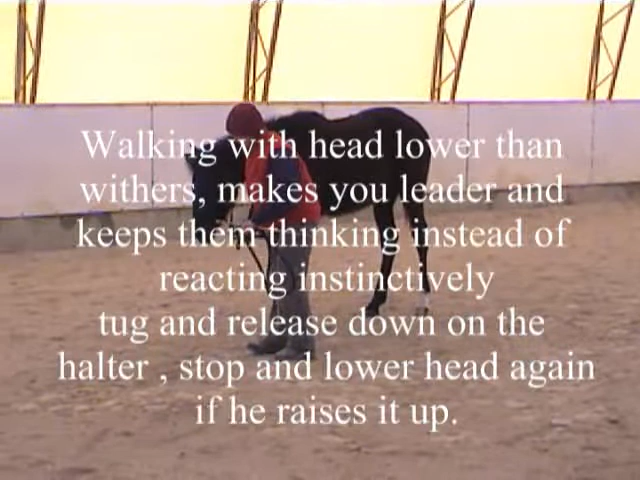 Walking with head lower than
withers, makes you leader and
keeps them thinking instead of
reacting instinctively
tug and release down on the
halter , stop and lower head again
if he raises it up.